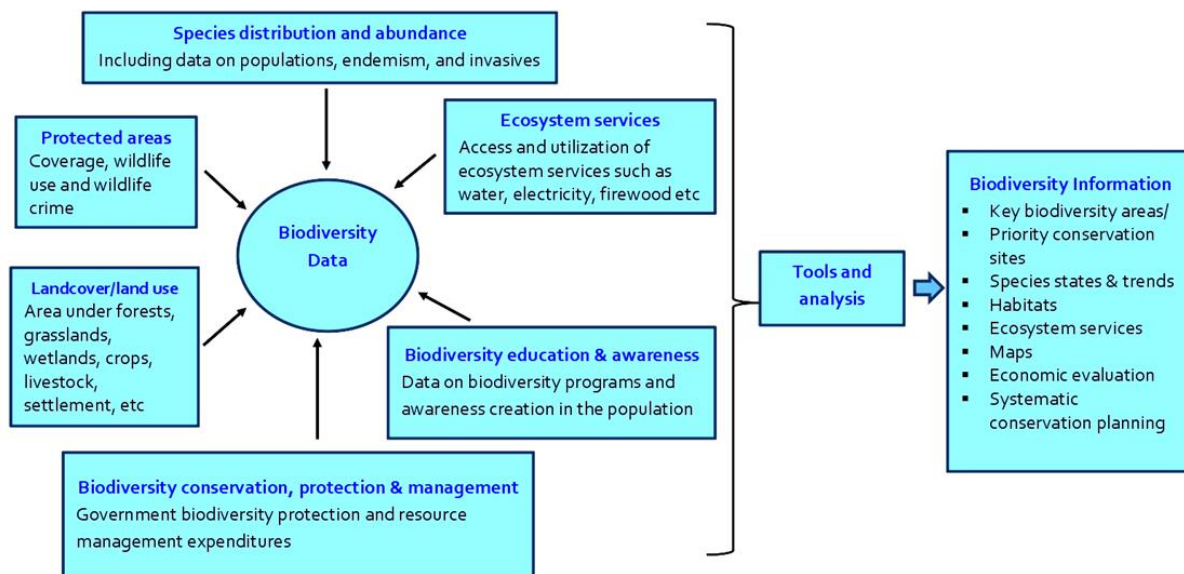 Species distribution and abundance
Including data on populations, endemism, and invasives
Protected areas
Coverage, wildlife
use and wildlife
crime
Ecosystem services
Access and utilization of
ecosystem services such as
water, electricity, firewood etc
Biodiversity
Data
Landcover/land use
Area under forests,
grasslands,
wetlands, crops,
livestock,
settlement, etc
Biodiversity education & awareness
Data on biodiversity programs and
awareness creation in the population
Biodiversity conservation, protection & management
Government biodiversity protection and resource
management expenditures
Tools and
analysis
Biodiversity Information
▪ Key biodiversity areas/
▪ Priority conservation
sites
▪ Species states & trends
▪ Habitats
▪ Ecosystem services
▪ Maps
▪ Economic evaluation
▪ Systematic
conservation planning